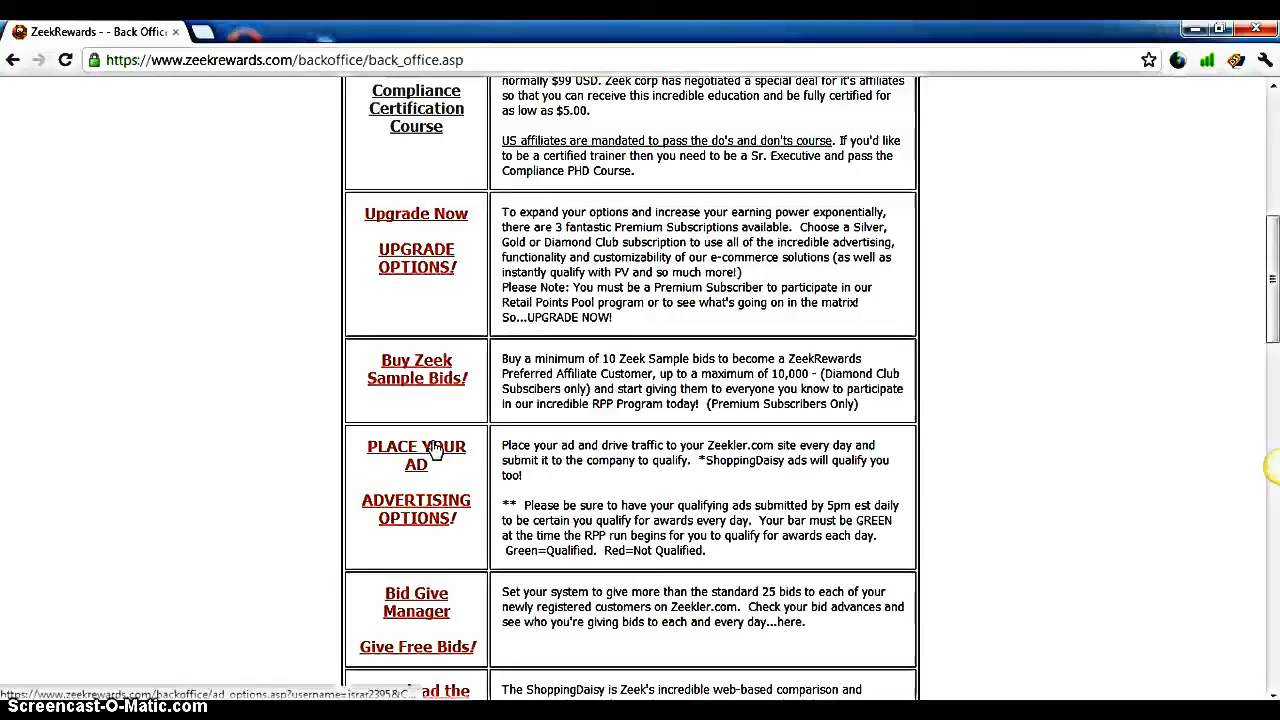 ZeekRewards - - Back Offic
https://www.zeekrewards.com/backoffice/back_office.asp
Compliance
Certification
Course
normally $99 USD. Zeek corp has negotiated a special deal for it's affiliates
so that you can receive this incredible education and be fully certified for
as low as $5.00.
US affiliates are mandated to pass the do's and don'ts course. If you'd like
to be a certified trainer then you need to be a Sr. Executive and pass the
Compliance PHD Course.
Upgrade Now
UPGRADE
OPTIONS!
To expand your options and increase your earning power exponentially,
there are 3 fantastic Premium Subscriptions available. Choose a Silver,
Gold or Diamond Club subscription to use all of the incredible advertising,
functionality and customizability of our e-commerce solutions (as well as
instantly qualify with PV and so much more!)
Please Note: You must be a Premium Subscriber to participate in our
Retail Points Pool program or to see what's going on in the matrix!
So...UPGRADE NOW!
Buy Zeek
Sample Bids!
Buy a minimum of 10 Zeek Sample bids to become a ZeekRewards
Preferred Affiliate Customer, up to a maximum of 10,000 - (Diamond Club
Subscibers only) and start giving them to everyone you know to participate
in our incredible RPP Program today! (Premium Subscribers Only)
PLACE YOUR
AD
ADVERTISING
OPTIONS!
Place your ad and drive traffic to your Zeekler.com site every day and
submit it to the company to qualify. *ShoppingDaisy ads will qualify you
too!
** Please be sure to have your qualifying ads submitted by 5pm est daily
to be certain you qualify for awards every day. Your bar must be GREEN
at the time the RPP run begins for you to qualify for awards each day.
Green=Qualified. Red=Not Qualified.
Bid Give
Manager
Give Free Bids!
Set your system to give more than the standard 25 bids to each of your
newly registered customers on Zeekler.com. Check your bid advances and
see who you're giving bids to each and every day...here.
ad the
The ShoppingDaisy is Zeek's incredible web-based comparison and
https://www.zeekrewards.com/backoffice/ad_options.asp?username=israr2395&C...
Screencast-O-Matic.com